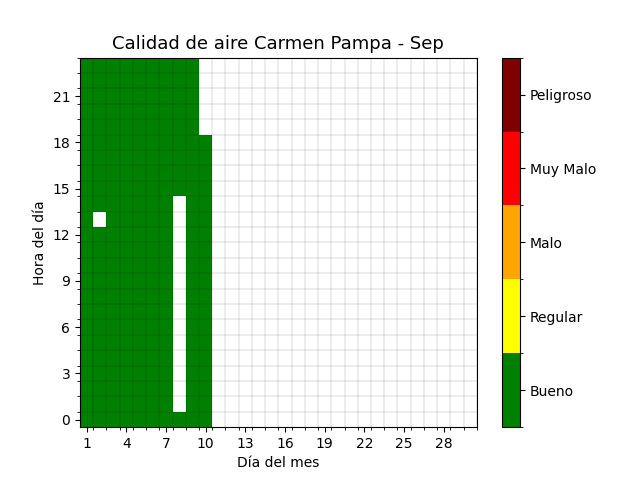 Calidad de aire Carmen Pampa - Sep
21
18
15
12
9
6
3
0
Hora del día
1 4 7 10 13 16 19 22 25 28
Día del mes
Peligroso
Muy Malo
Malo
Regular
Bueno